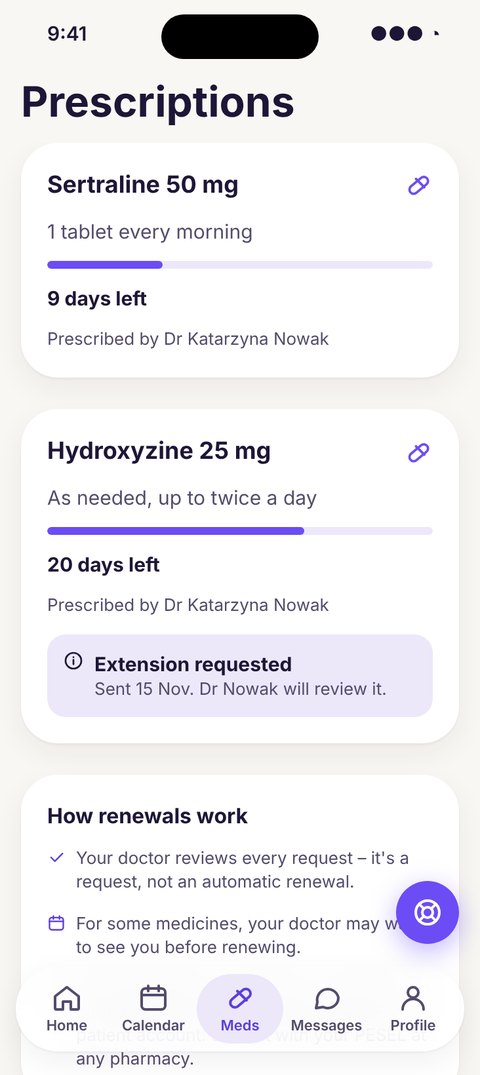 9:41
Prescriptions
Sertraline 50 mg
1 tablet every morning
9 days left
Prescribed by Dr Katarzyna Nowak
Hydroxyzine 25 mg
As needed, up to twice a day
20 days left
Prescribed by Dr Katarzyna Nowak
Extension requested
Sent 15 Nov. Dr Nowak will review it.
How renewals work
Your doctor reviews every request – it's a
request, not an automatic renewal.
For some medicines, your doctor may
to see you before renewing.
Home
Calendar
Meds
Messages
Profile
patient account. with your PESEL at
any pharmacy.